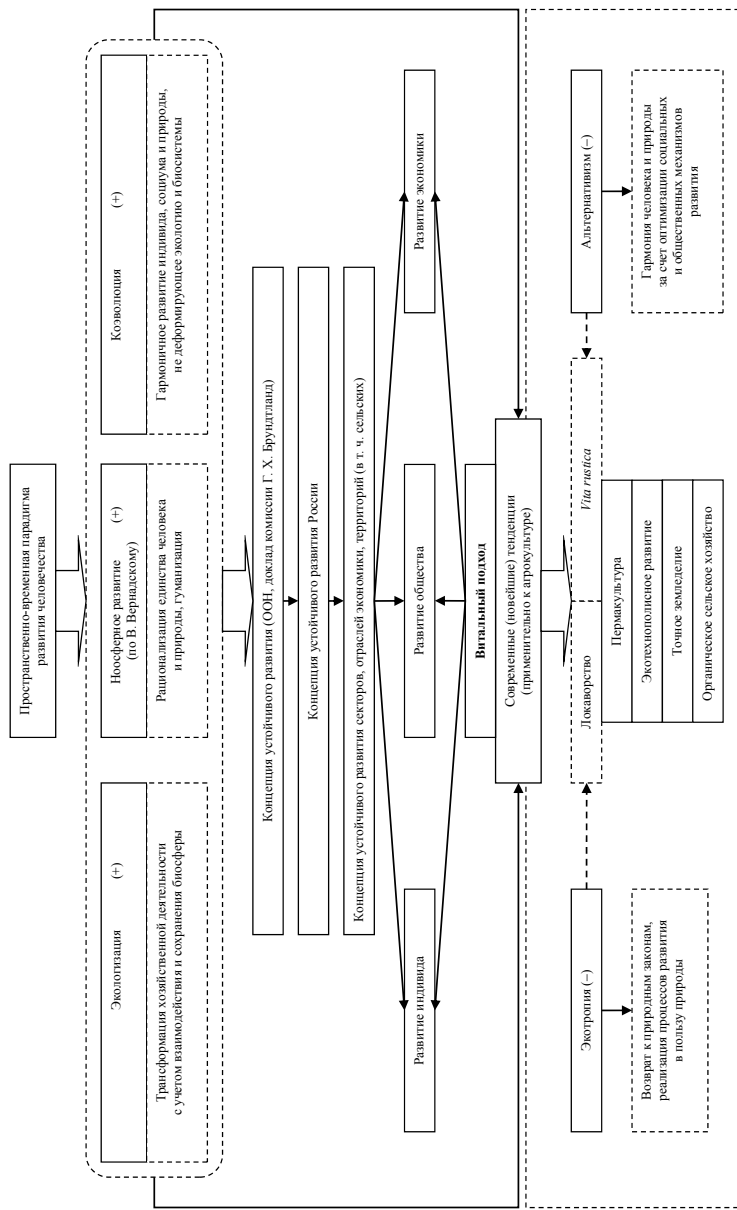 Пространственно-временная парадигма
развития человечества
Экологизация (+)
Трансформация хозяйственной деятельности
с учетом взаимодействия и сохранения биосферы
Ноосферное развитие (+)
(по В. Вернадскому)
Рационализация единства человека
и природы, гуманизация
Коэволюция (+)
Гармоничное развитие индивида, социума и природы,
не деформирующее экологию и биосистемы
Концепция устойчивого развития (ООН, доклад комиссии Г. Х. Брундтланд)
Концепция устойчивого развития России
Концепция устойчивого развития секторов, отраслей экономики, территорий (в т. ч. сельских)
Развитие индивида
Развитие общества
Развитие экономики
Витальный подход
Современные (новейшие) тенденции
(применительно к агрокультуре)
Экотропия (–)
Возврат к природным законам,
реализация процессов развития
в пользу природы
Локаворство
Vita rustica
Пермакультура
Экотехнополисное развитие
Точное земледелие
Органическое сельское хозяйство
Альтернативизм (–)
Гармония человека и природы
за счет оптимизации социальных
и общественных механизмов
развития